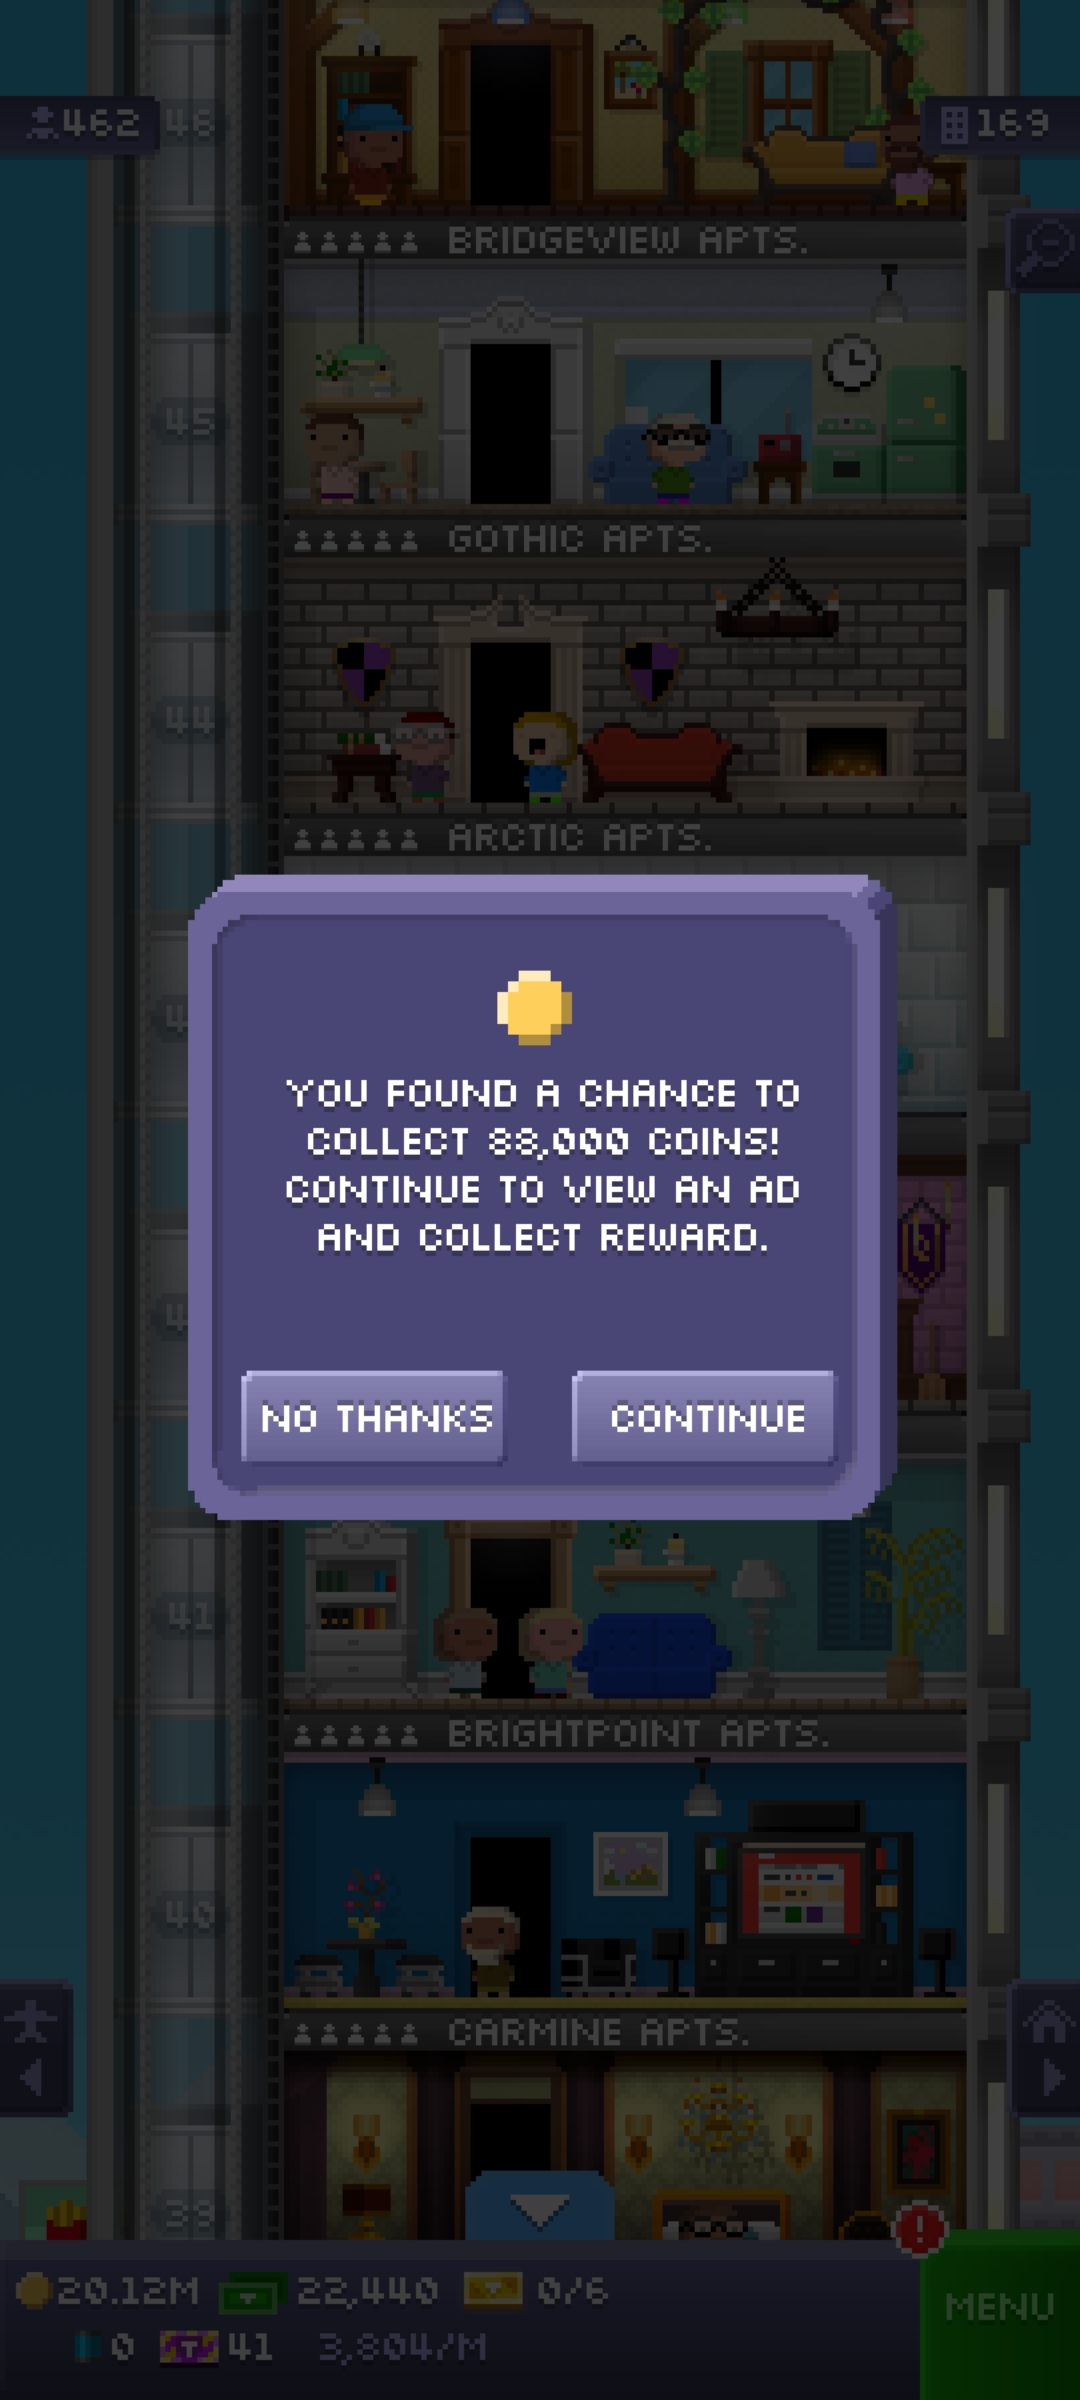 462
46
169
BRIDGEVIEW APTS.
45
GOTHIC APTS.
44
ARCTIC APTS.
YOU FOUND A CHANCE TO
COLLECT 88,000 COINS!
CONTINUE TO VIEW AN AD
AND COLLECT REWARD.
NO THANKS
CONTINUE
41
BRIGHTPOINT APTS.
40
CARMINE APTS.
39
20.12M
22,440
0/6
MENU
0
41
3,804/M